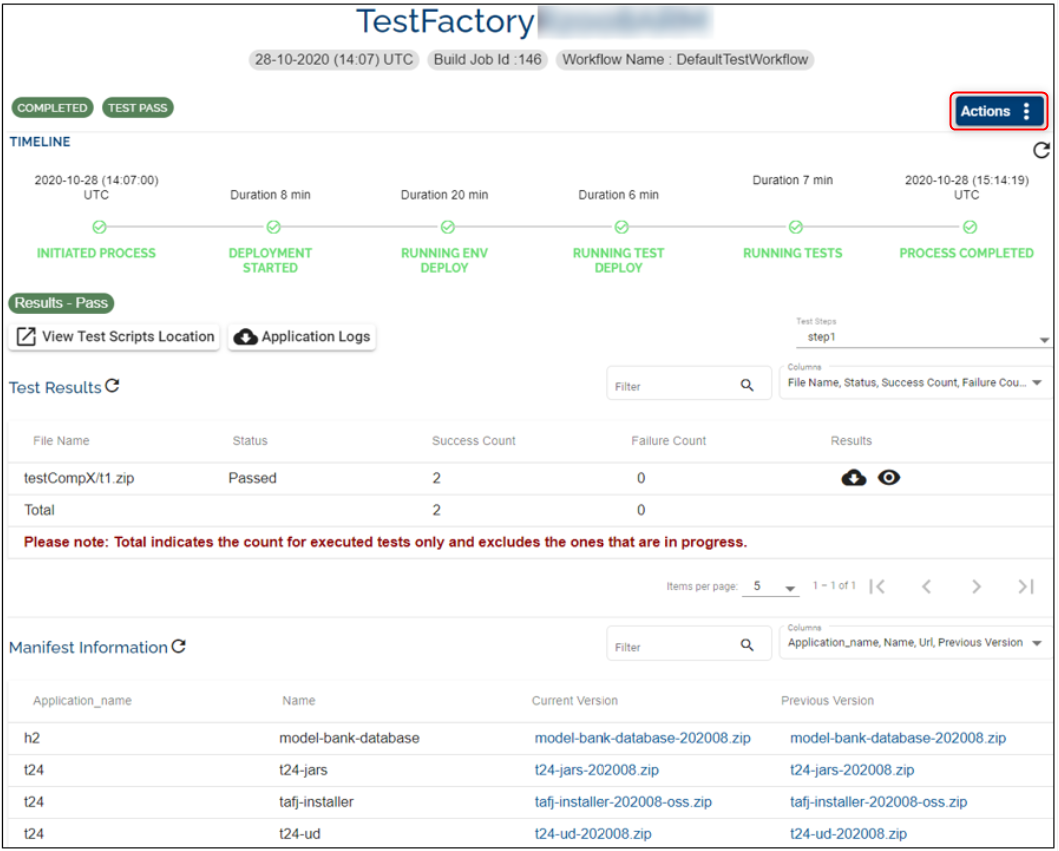 TestFactory
28-10-2020 (14:07) UTC Build Job Id :146 Workflow Name : DefaultTestWorkflow
COMPLETED TEST PASS
Actions
TIMELINE
2020-10-28 (14:07:00) UTC
Duration 8 min
Duration 20 min
Duration 6 min
Duration 7 min
2020-10-28 (15:14:19) UTC
INITIATED PROCESS
DEPLOYMENT STARTED
RUNNING ENV DEPLOY
RUNNING TEST DEPLOY
RUNNING TESTS
PROCESS COMPLETED
Results - Pass
View Test Scripts Location Application Logs
Test Steps
step1
Test Results
Filter
Columns
File Name, Status, Success Count, Failure Cou...
File Name Status Success Count Failure Count Results
testCompX/t1.zip Passed 2 0
Total 2 0
Please note: Total indicates the count for executed tests only and excludes the ones that are in progress.
Items per page: 5 1 – 1 of 1
Manifest Information
Filter
Columns
Application_name, Name, Url, Previous Version
Application_name Name Current Version Previous Version
h2 model-bank-database model-bank-database-202008.zip model-bank-database-202008.zip
t24 t24-jars t24-jars-202008.zip t24-jars-202008.zip
t24 tafj-installer tafj-installer-202008-oss.zip tafj-installer-202008-oss.zip
t24 t24-ud t24-ud-202008.zip t24-ud-202008.zip